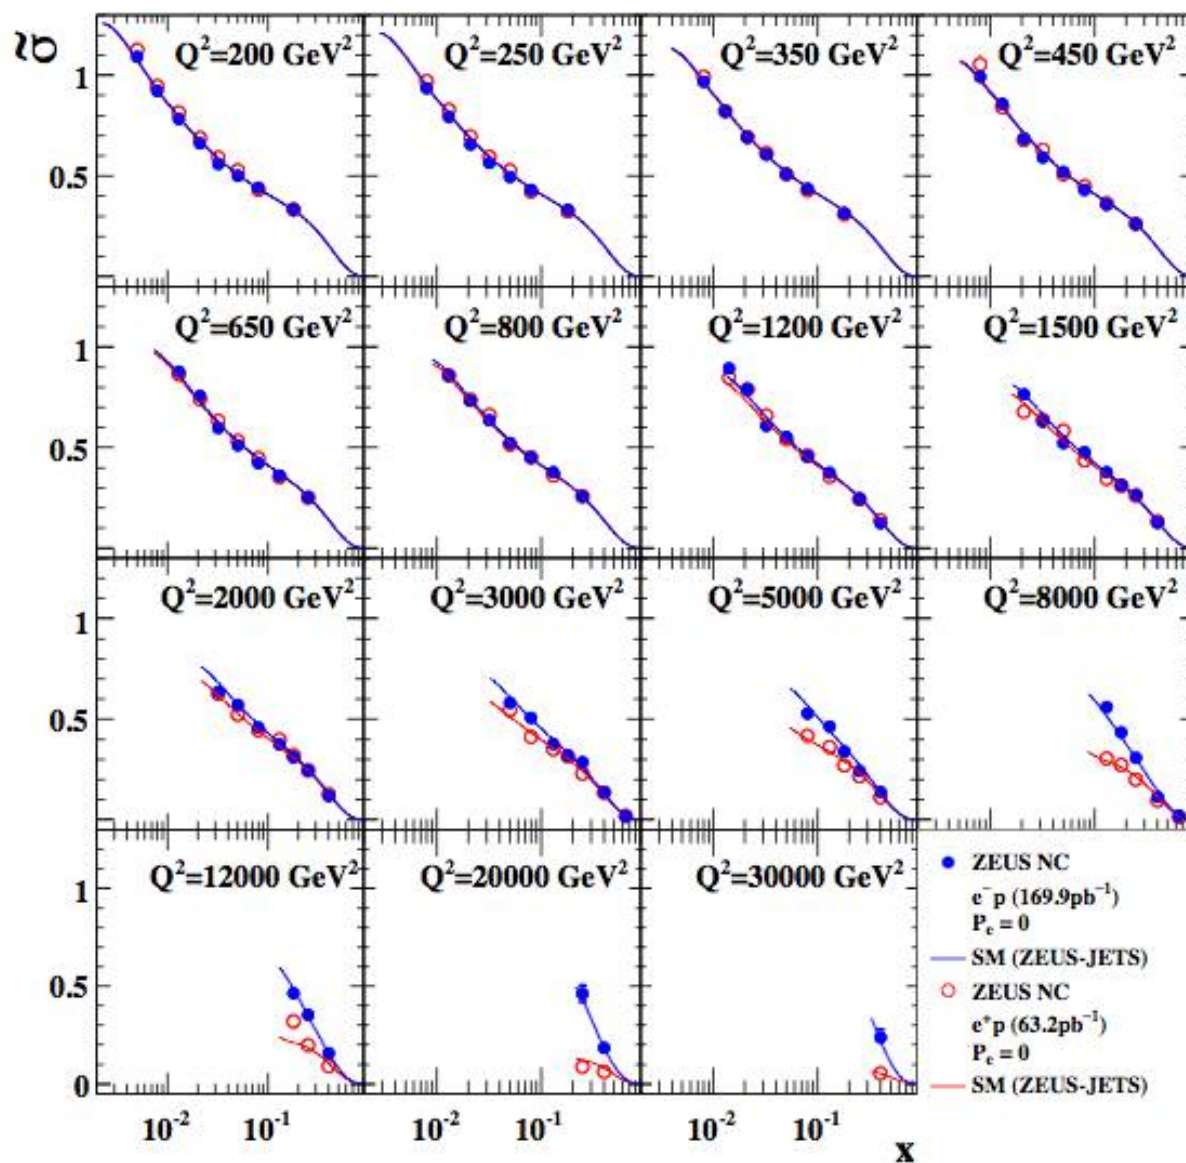 σ̃
Q²=200 GeV²
Q²=250 GeV²
Q²=350 GeV²
Q²=450 GeV²
1
0.5
Q²=650 GeV²
Q²=800 GeV²
Q²=1200 GeV²
Q²=1500 GeV²
1
0.5
Q²=2000 GeV²
Q²=3000 GeV²
Q²=5000 GeV²
Q²=8000 GeV²
1
0.5
Q²=12000 GeV²
Q²=20000 GeV²
Q²=30000 GeV²
1
0.5
0
ZEUS NC
e⁻p (169.9pb⁻¹)
Pₑ = 0
SM (ZEUS-JETS)
ZEUS NC
e⁺p (63.2pb⁻¹)
Pₑ = 0
SM (ZEUS-JETS)
10⁻² 10⁻¹ 10⁻² 10⁻¹ 10⁻² 10⁻¹ 10⁻² 10⁻¹
x